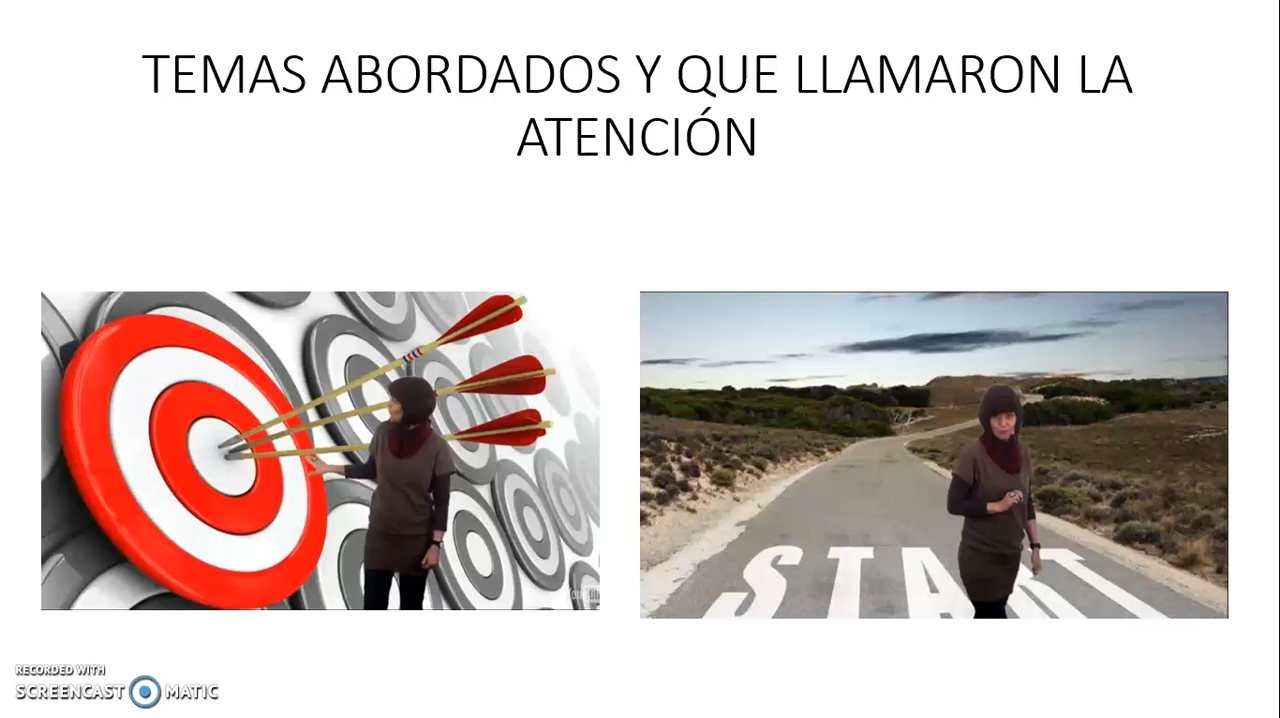 TEMAS ABORDADOS Y QUE LLAMARON LA
ATENCIÓN
START
RECORDED WITH
SCREENCAST MATIC